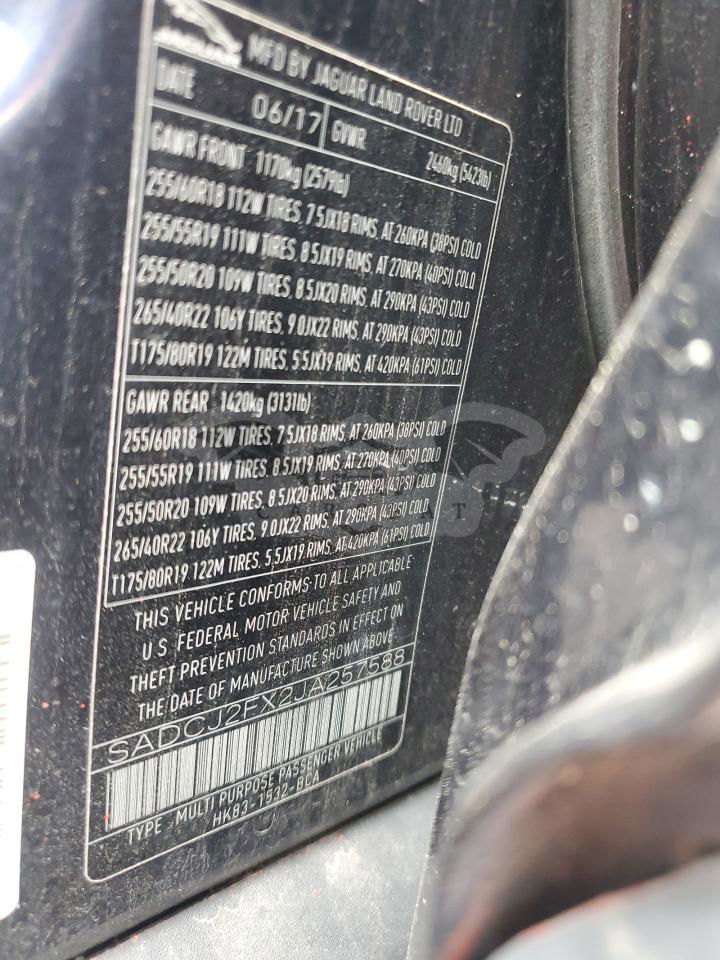 JAGUAR
MFD BY JAGUAR LAND ROVER LTD
DATE 06/17 GVWR 2460kg (5423lb)
GAWR FRONT 1170kg (2579lb)
255/60R18 112W TIRES, 7.5JX18 RIMS, AT 260KPA (38PSI) COLD
255/55R19 111W TIRES, 8.5JX19 RIMS, AT 270KPA (40PSI) COLD
255/50R20 109W TIRES, 8.5JX20 RIMS, AT 290KPA (43PSI) COLD
265/40R22 106Y TIRES, 9.0JX22 RIMS, AT 290KPA (43PSI) COLD
T175/80R19 122M TIRES, 5.5JX19 RIMS, AT 420KPA (61PSI) COLD
GAWR REAR 1420kg (3131lb)
255/60R18 112W TIRES, 7.5JX18 RIMS, AT 260KPA (38PSI) COLD
255/55R19 111W TIRES, 8.5JX19 RIMS, AT 270KPA (40PSI) COLD
255/50R20 109W TIRES, 8.5JX20 RIMS, AT 290KPA (43PSI) COLD
265/40R22 106Y TIRES, 9.0JX22 RIMS, AT 290KPA (43PSI) COLD
T175/80R19 122M TIRES, 5.5JX19 RIMS, AT 420KPA (61PSI) COLD
THIS VEHICLE CONFORMS TO ALL APPLICABLE
U S FEDERAL MOTOR VEHICLE SAFETY AND
THEFT PREVENTION STANDARDS IN EFFECT ON
THE DATE OF MANUFACTURE SHOWN ABOVE.
SADCJ2FX2JA257588
TYPE MULTI PURPOSE PASSENGER VEHICLE
HK83-1532-BCA